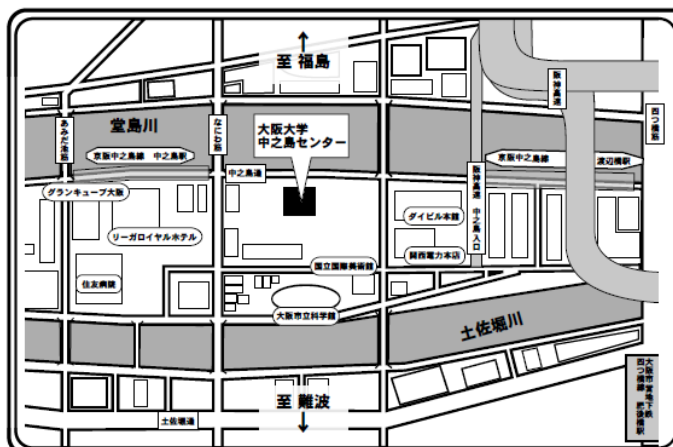 至 福島
阪神高速
四つ橋筋
あみだ池筋
堂島川
なにわ筋
大阪大学
中之島センター
京阪中之島線 中之島駅
京阪中之島線
渡辺橋駅
中之島通
阪神高速 中之島入口
グランキューブ大阪
ダイビル本館
リーガロイヤルホテル
関西電力本店
国立国際美術館
住友病院
大阪市立科学館
土佐堀川
至 難波
土佐堀通
大阪市営地下鉄
四つ橋線 肥後橋駅